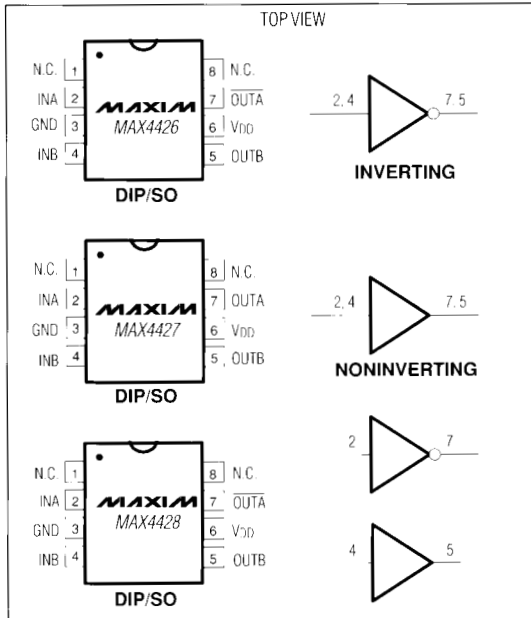 TOP VIEW
N.C. 1 8 N.C.
INA 2 7 O̅U̅T̅A̅
GND 3 6 VDD
INB 4 5 OUTB
MAXIM
MAX4426
DIP/SO
2, 4 7, 5
INVERTING
N.C. 1 8 N.C.
INA 2 7 OUTA
GND 3 6 VDD
INB 4 5 OUTB
MAXIM
MAX4427
DIP/SO
2, 4 7, 5
NONINVERTING
N.C. 1 8 N.C.
INA 2 7 O̅U̅T̅A̅
GND 3 6 VDD
INB 4 5 OUTB
MAXIM
MAX4428
DIP/SO
2 7
4 5